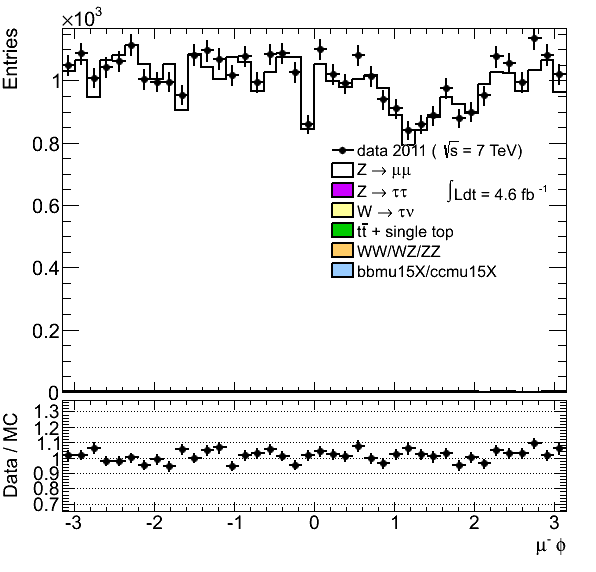 ×10³
Entries
1
0.8
0.6
0.4
0.2
0
data 2011 ( √s = 7 TeV)
Z → μμ
Z → ττ
∫Ldt = 4.6 fb⁻¹
W → τν
tt̄ + single top
WW/WZ/ZZ
bbmu15X/ccmu15X
Data / MC
1.3
1.2
1.1
1
0.9
0.8
0.7
-3 -2 -1 0 1 2 3
μ⁻ ϕ